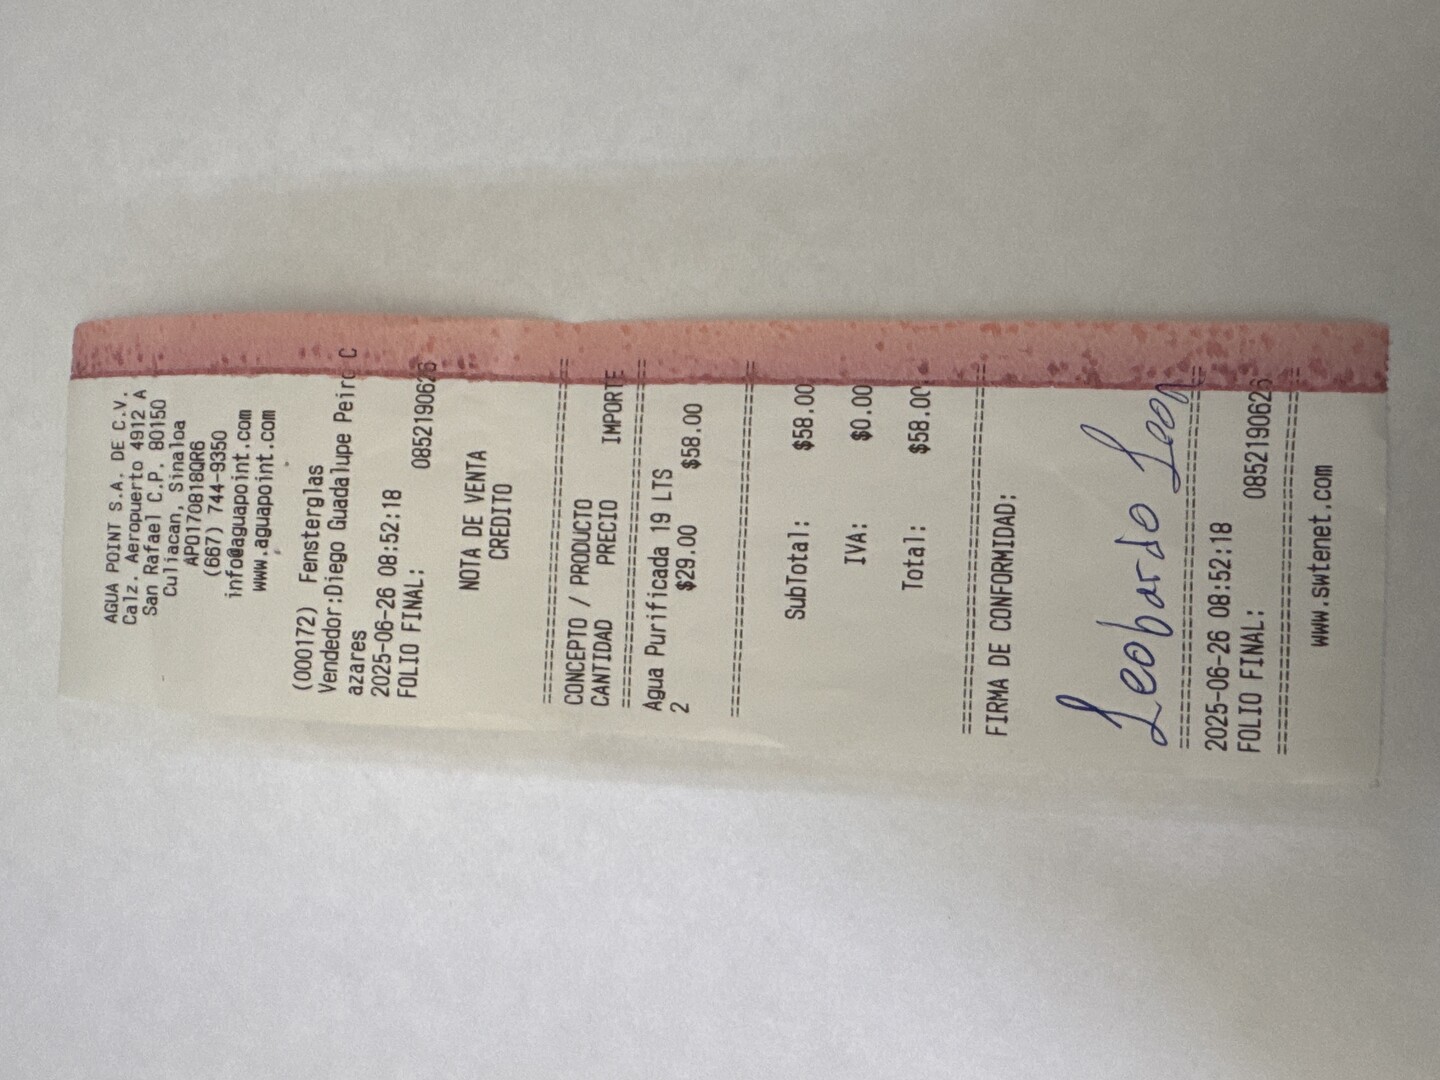 AGUA POINT S.A. DE C.V.
Calz. Aeropuerto 4912 A
San Rafael C.P. 80150
Culiacan, Sinaloa
APO170818QR6
(667) 744-9350
info@aguapoint.com
www.aguapoint.com
(000172) Fensterglas
Vendedor:Diego Guadalupe Peiro C
azares
2025-06-26 08:52:18
FOLIO FINAL: 0852190626
NOTA DE VENTA
CREDITO
CONCEPTO / PRODUCTO
CANTIDAD PRECIO IMPORTE
Agua Purificada 19 LTS
2 $29.00 $58.00
SubTotal: $58.00
IVA: $0.00
Total: $58.00
FIRMA DE CONFORMIDAD:
Leobardo Leon
2025-06-26 08:52:18
FOLIO FINAL: 0852190626
www.swtenet.com